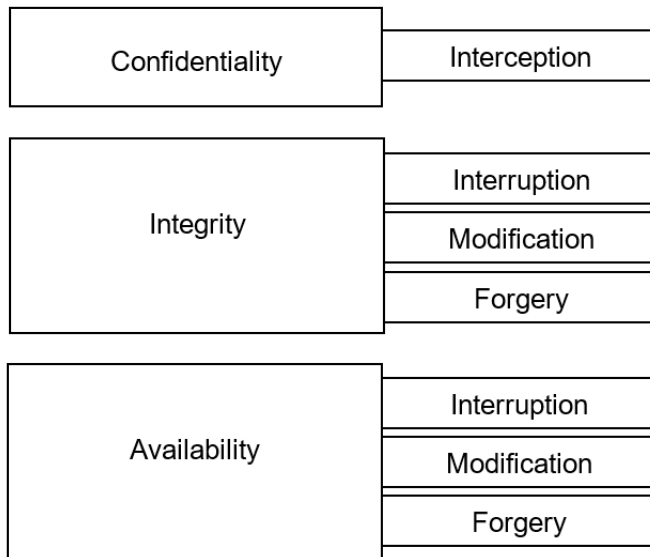 Confidentiality
Interception
Integrity
Interruption
Modification
Forgery
Availability
Interruption
Modification
Forgery